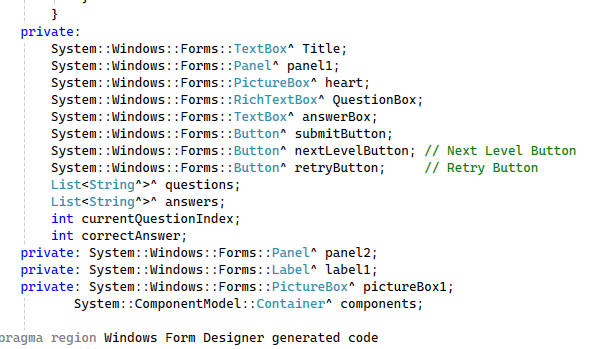 }
private:
System::Windows::Forms::TextBox^ Title;
System::Windows::Forms::Panel^ panel1;
System::Windows::Forms::PictureBox^ heart;
System::Windows::Forms::RichTextBox^ QuestionBox;
System::Windows::Forms::TextBox^ answerBox;
System::Windows::Forms::Button^ submitButton;
System::Windows::Forms::Button^ nextLevelButton; // Next Level Button
System::Windows::Forms::Button^ retryButton;     // Retry Button
List<String^>^ questions;
List<String^>^ answers;
int currentQuestionIndex;
int correctAnswer;
private: System::Windows::Forms::Panel^ panel2;
private: System::Windows::Forms::Label^ label1;
private: System::Windows::Forms::PictureBox^ pictureBox1;
System::ComponentModel::Container^ components;
pragma region Windows Form Designer generated code